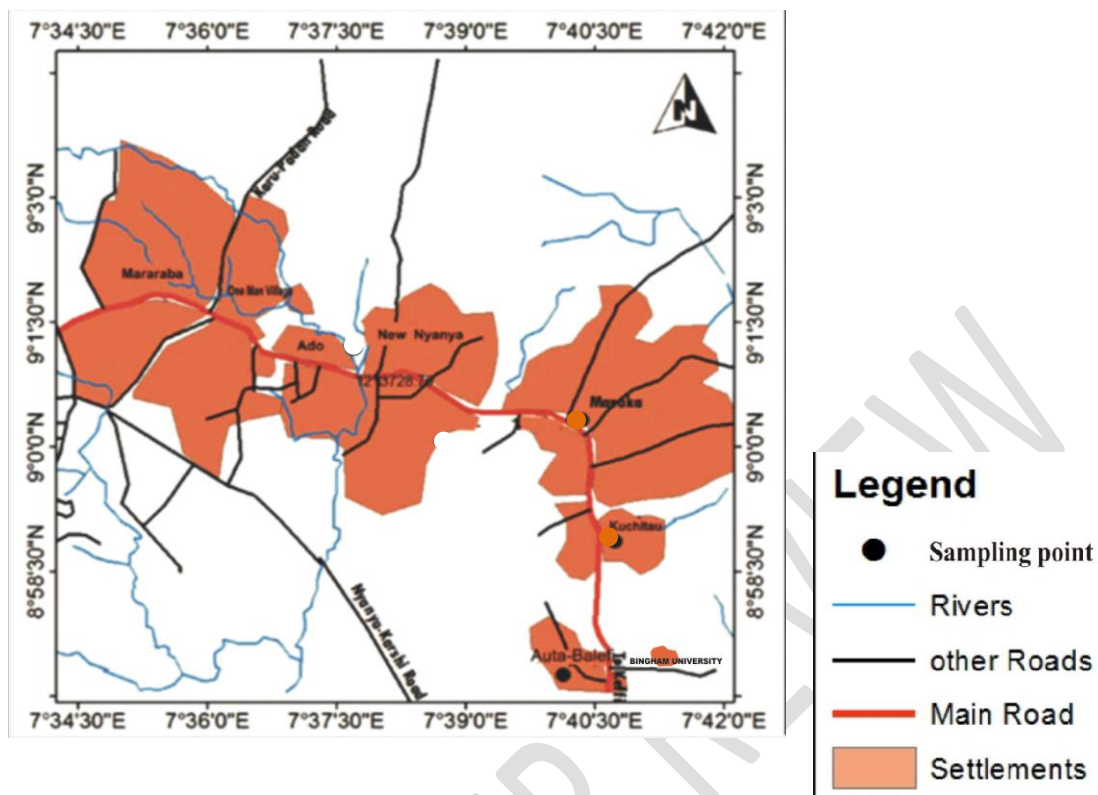 7°34'30"E 7°36'0"E 7°37'30"E 7°39'0"E 7°40'30"E 7°42'0"E
N
Karu-Padan Road
9°3'0"N
9°3'0"N
Mararaba
One Man Village
9°1'30"N
9°1'30"N
Ado
New Nyanya
Masaka
9°0'0"N
9°0'0"N
Kuchitau
8°58'30"N
8°58'30"N
Nyanya-Karshi Road
Auta-Balefi
BINGHAM UNIVERSITY
To Keffi
7°34'30"E 7°36'0"E 7°37'30"E 7°39'0"E 7°40'30"E 7°42'0"E
Legend
Sampling point
Rivers
other Roads
Main Road
Settlements